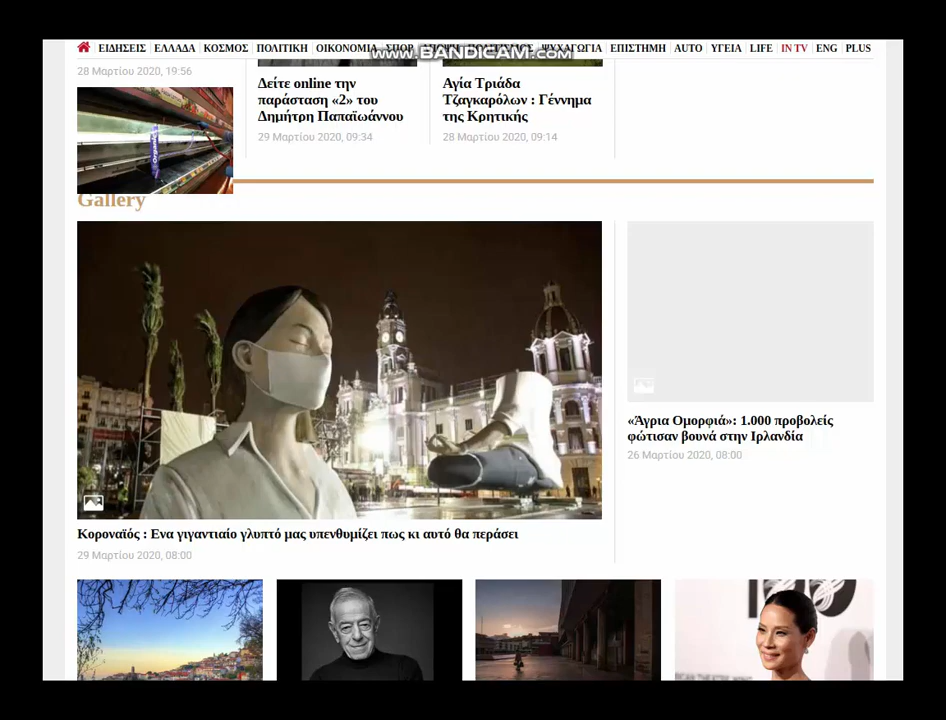 ΕΙΔΗΣΕΙΣ ΕΛΛΑΔΑ ΚΟΣΜΟΣ ΠΟΛΙΤΙΚΗ ΟΙΚΟΝΟΜΙΑ ΣΠΟΡ ΨΥΧΑΓΩΓΙΑ ΕΠΙΣΤΗΜΗ AUTO ΥΓΕΙΑ LIFE IN TV ENG PLUS
www.BANDICAM.com
28 Μαρτίου 2020, 19:56
Δείτε online την
παράσταση «2» του
Δημήτρη Παπαϊωάννου
29 Μαρτίου 2020, 09:34
Αγία Τριάδα
Τζαγκαρόλων : Γέννημα
της Κρητικής
28 Μαρτίου 2020, 09:14
Gallery
Κοροναϊός : Ενα γιγαντιαίο γλυπτό μας υπενθυμίζει πως κι αυτό θα περάσει
29 Μαρτίου 2020, 08:00
«Άγρια Ομορφιά»: 1.000 προβολείς
φώτισαν βουνά στην Ιρλανδία
26 Μαρτίου 2020, 08:00